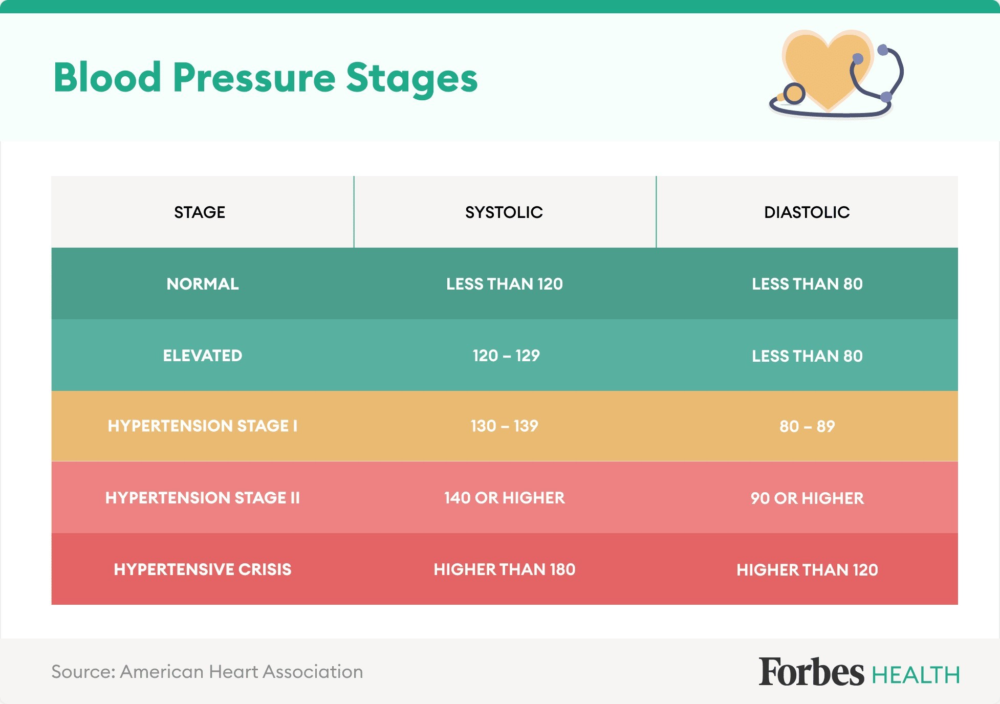 Blood Pressure Stages
STAGE SYSTOLIC DIASTOLIC
NORMAL LESS THAN 120 LESS THAN 80
ELEVATED 120 – 129 LESS THAN 80
HYPERTENSION STAGE I 130 – 139 80 – 89
HYPERTENSION STAGE II 140 OR HIGHER 90 OR HIGHER
HYPERTENSIVE CRISIS HIGHER THAN 180 HIGHER THAN 120
Source: American Heart Association
Forbes HEALTH